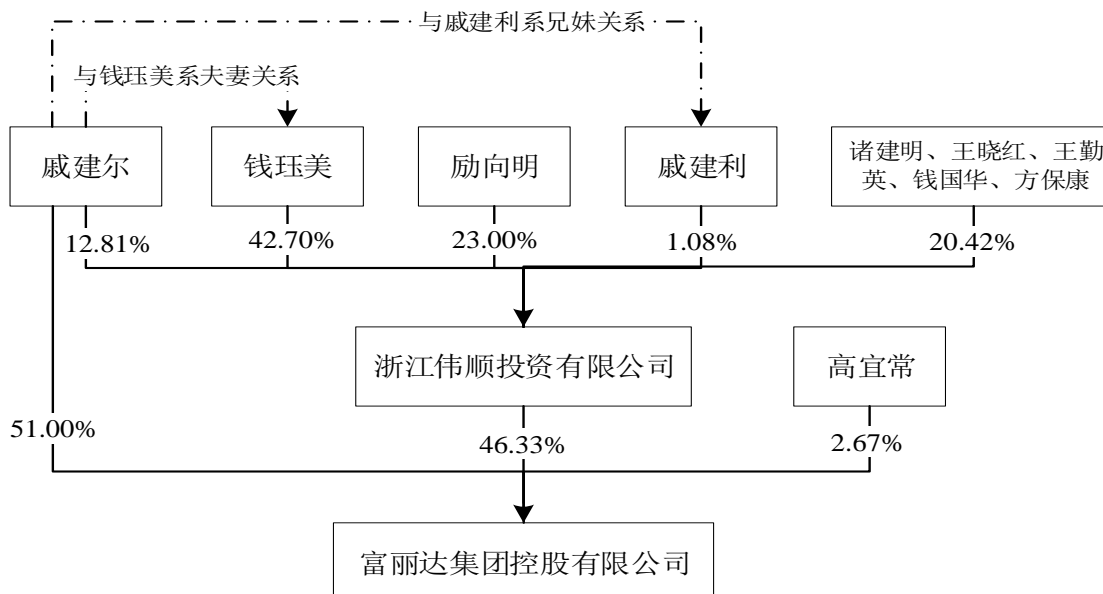 与戚建利系兄妹关系
与钱珏美系夫妻关系
戚建尔
钱珏美
励向明
戚建利
诸建明、王晓红、王勤
英、钱国华、方保康
12.81%
42.70%
23.00%
1.08%
20.42%
浙江伟顺投资有限公司
高宜常
51.00%
46.33%
2.67%
富丽达集团控股有限公司